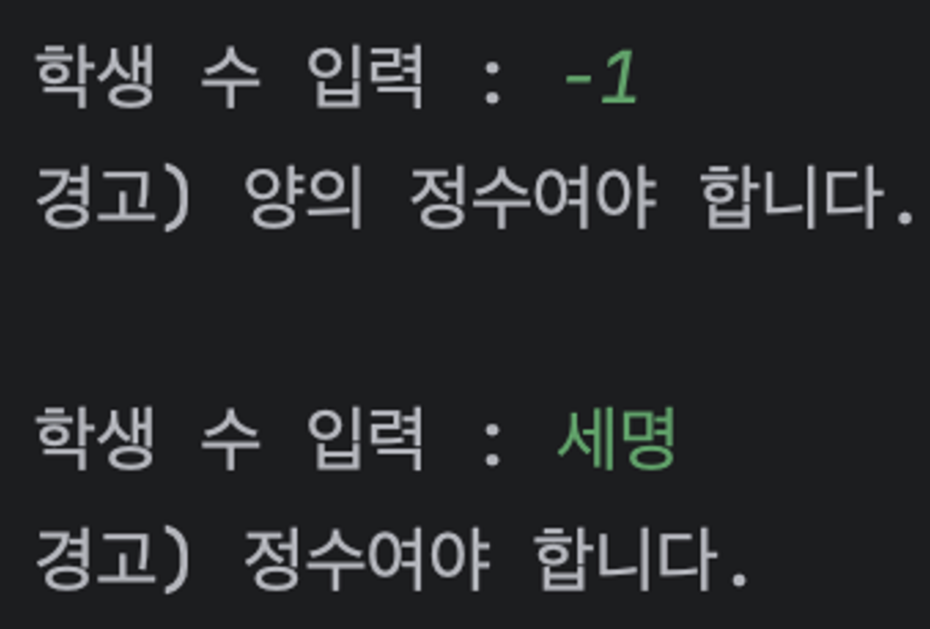 학생 수 입력 : -1
경고) 양의 정수여야 합니다.
학생 수 입력 : 세명
경고) 정수여야 합니다.